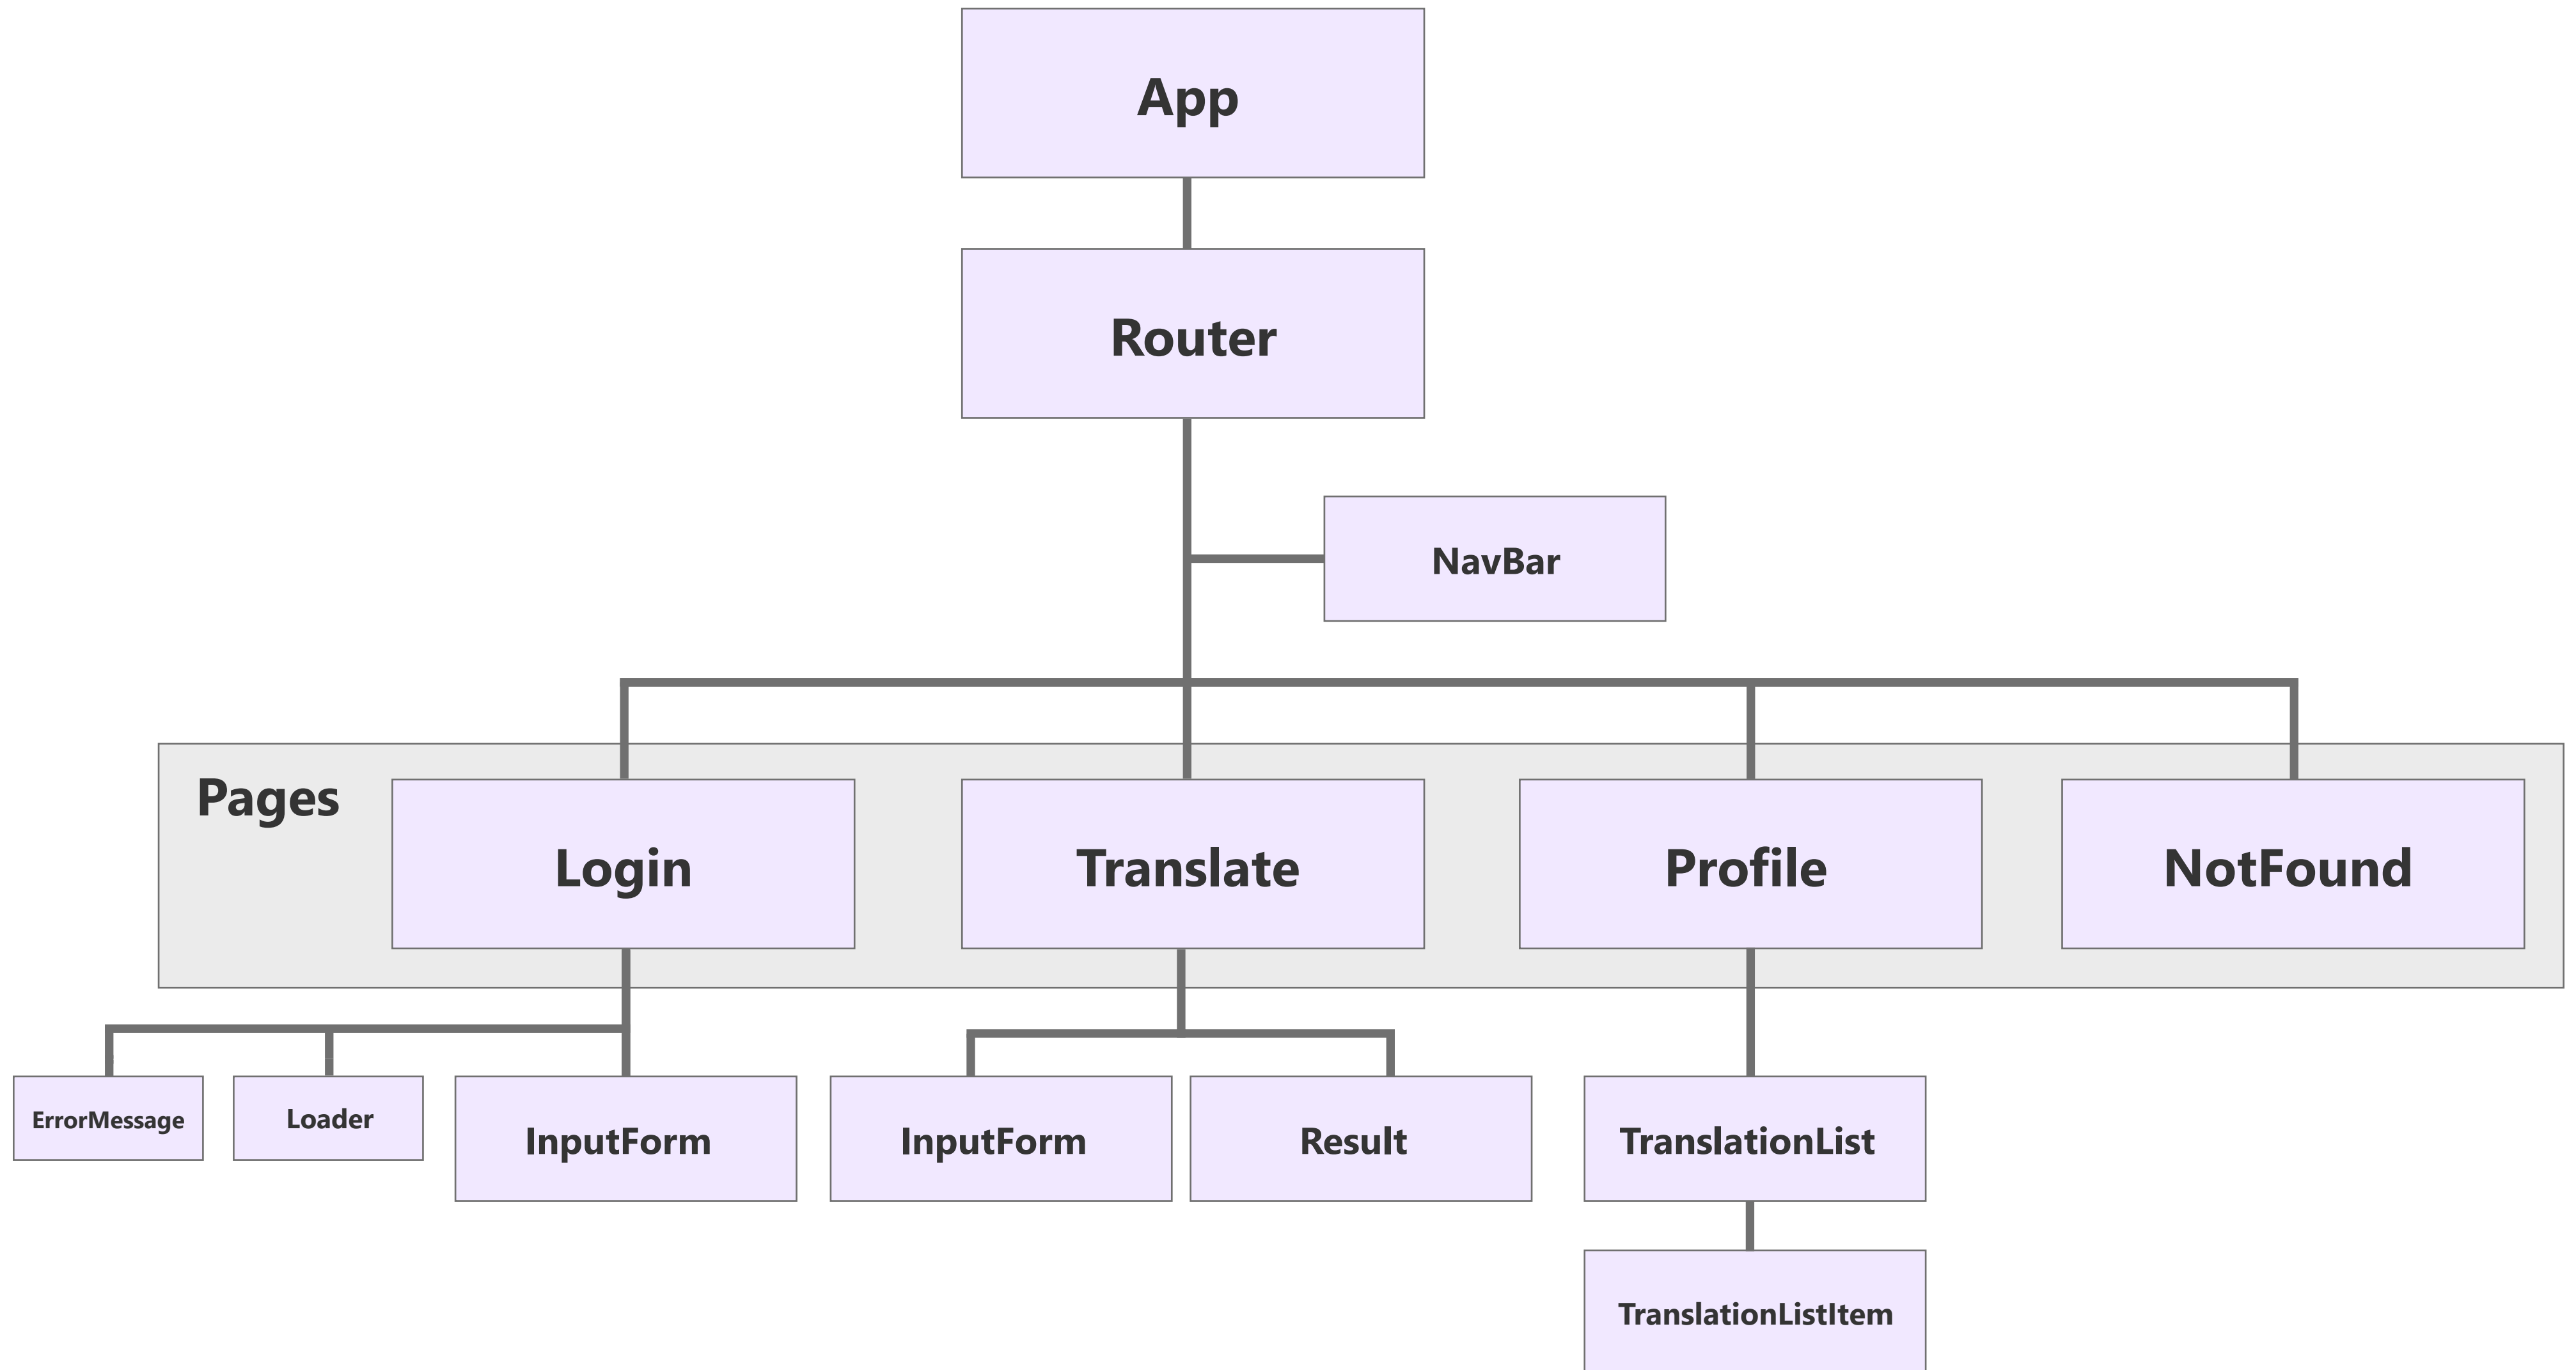 App
Router
NavBar
Pages
Login
Translate
Profile
NotFound
ErrorMessage
Loader
InputForm
InputForm
Result
TranslationList
TranslationListItem